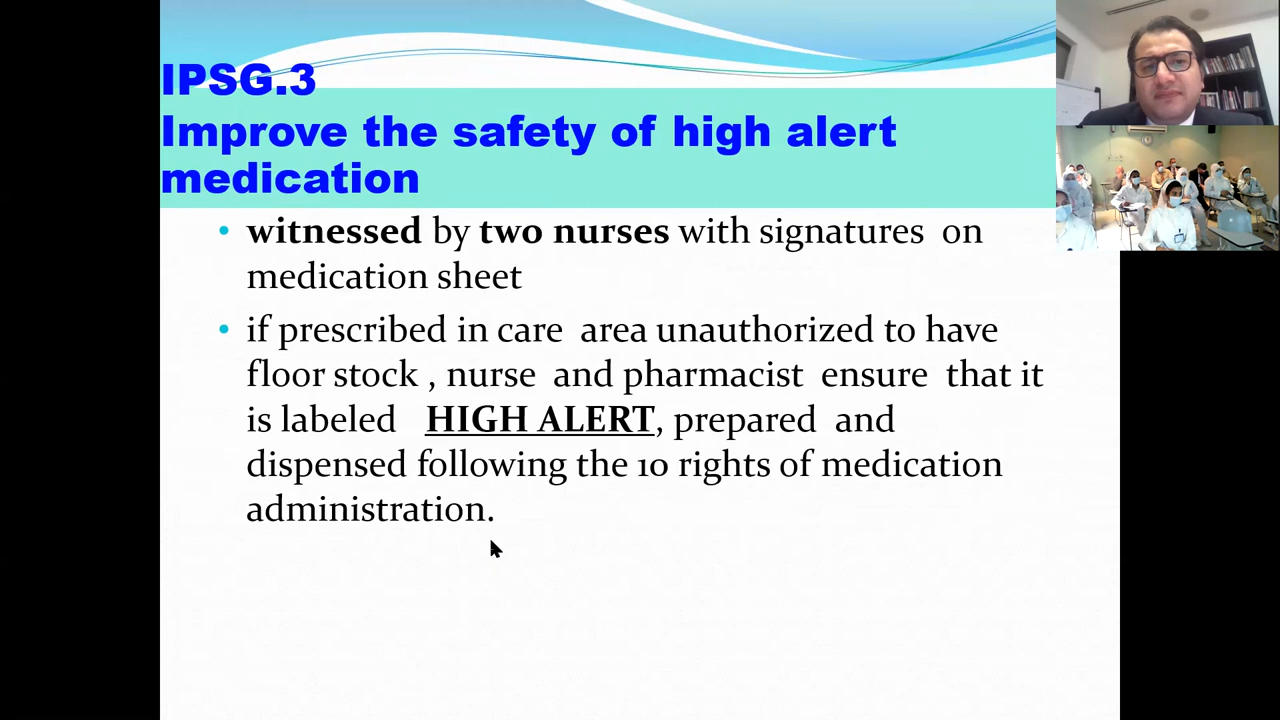 IPSG.3
Improve the safety of high alert
medication
• witnessed by two nurses with signatures on
medication sheet
• if prescribed in care area unauthorized to have
floor stock , nurse and pharmacist ensure that it
is labeled HIGH ALERT, prepared and
dispensed following the 10 rights of medication
administration.